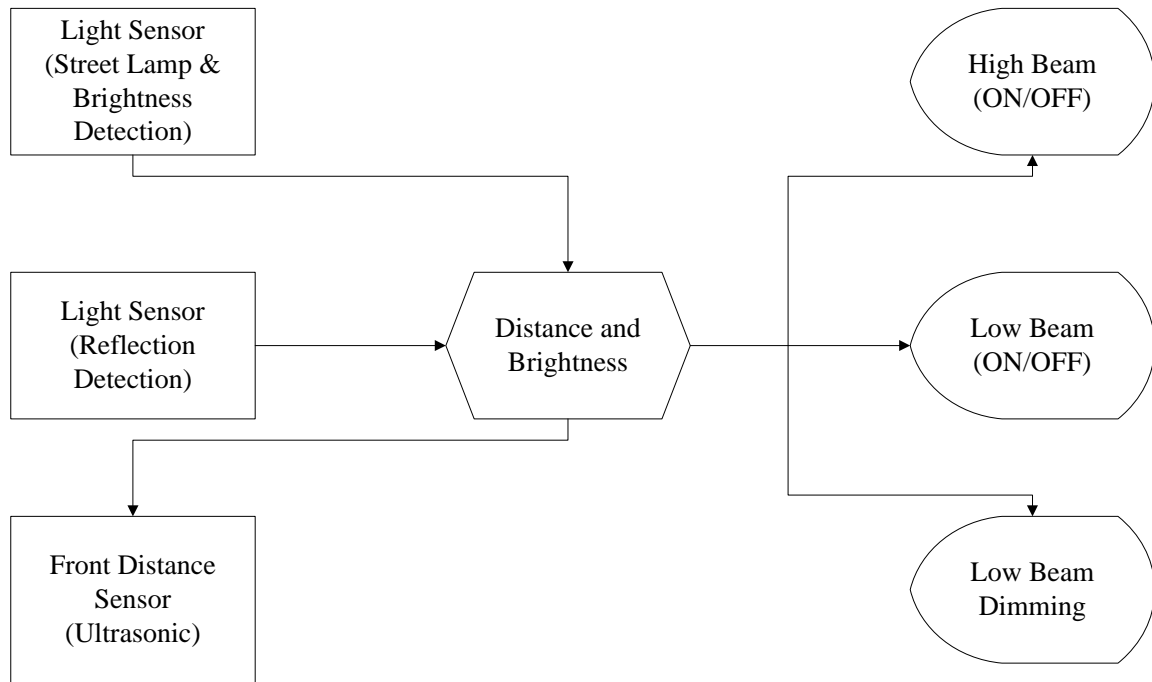 Light Sensor
(Street Lamp &
Brightness
Detection)
High Beam
(ON/OFF)
Light Sensor
(Reflection
Detection)
Distance and
Brightness
Low Beam
(ON/OFF)
Front Distance
Sensor
(Ultrasonic)
Low Beam
Dimming